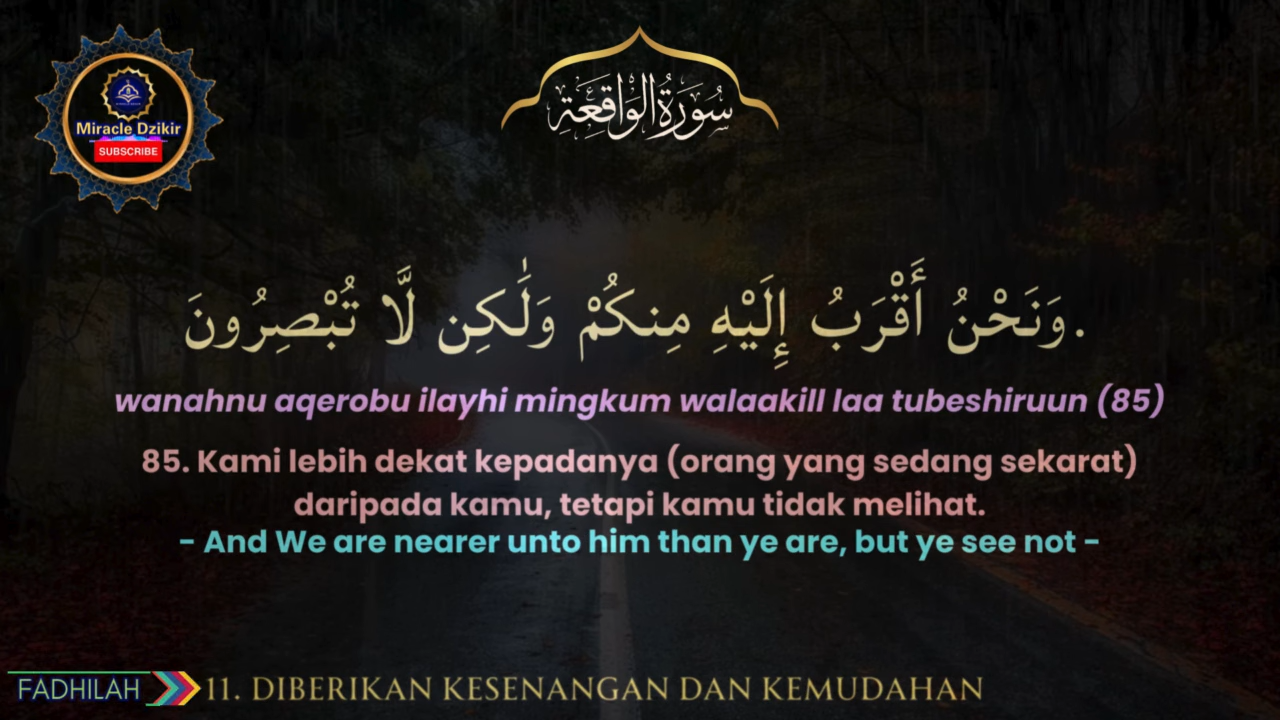 Miracle Dzikir
SUBSCRIBE
سُورَةُ الْوَاقِعَةِ
.وَنَحْنُ أَقْرَبُ إِلَيْهِ مِنكُمْ وَلَٰكِن لَّا تُبْصِرُونَ
wanahnu aqerobu ilayhi mingkum walaakill laa tubeshiruun (85)
85. Kami lebih dekat kepadanya (orang yang sedang sekarat)
daripada kamu, tetapi kamu tidak melihat.
- And We are nearer unto him than ye are, but ye see not -
FADHILAH
11. DIBERIKAN KESENANGAN DAN KEMUDAHAN